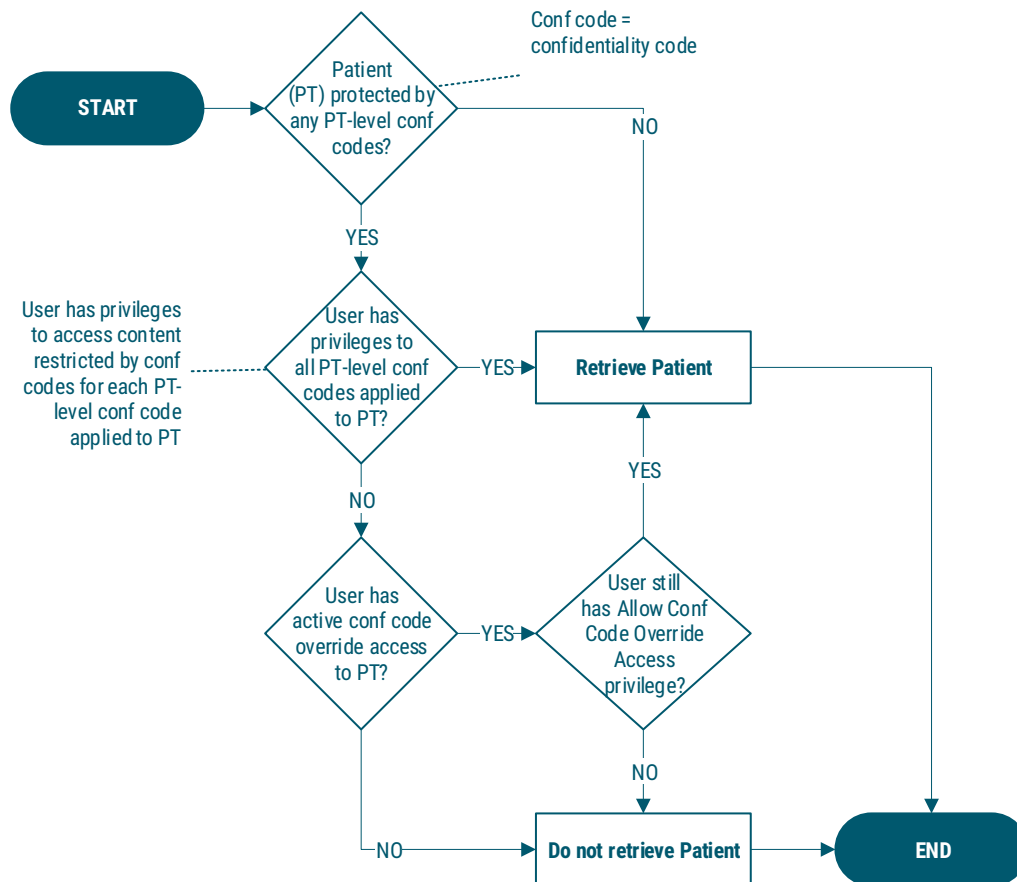 Conf code =
confidentiality code
START
Patient
(PT) protected by
any PT-level conf
codes?
NO
YES
User has privileges
to access content
restricted by conf
codes for each PT-
level conf code
applied to PT
User has
privileges to
all PT-level conf
codes applied
to PT?
YES
Retrieve Patient
NO
YES
User has
active conf code
override access
to PT?
YES
User still
has Allow Conf
Code Override
Access
privilege?
NO
NO
Do not retrieve Patient
END